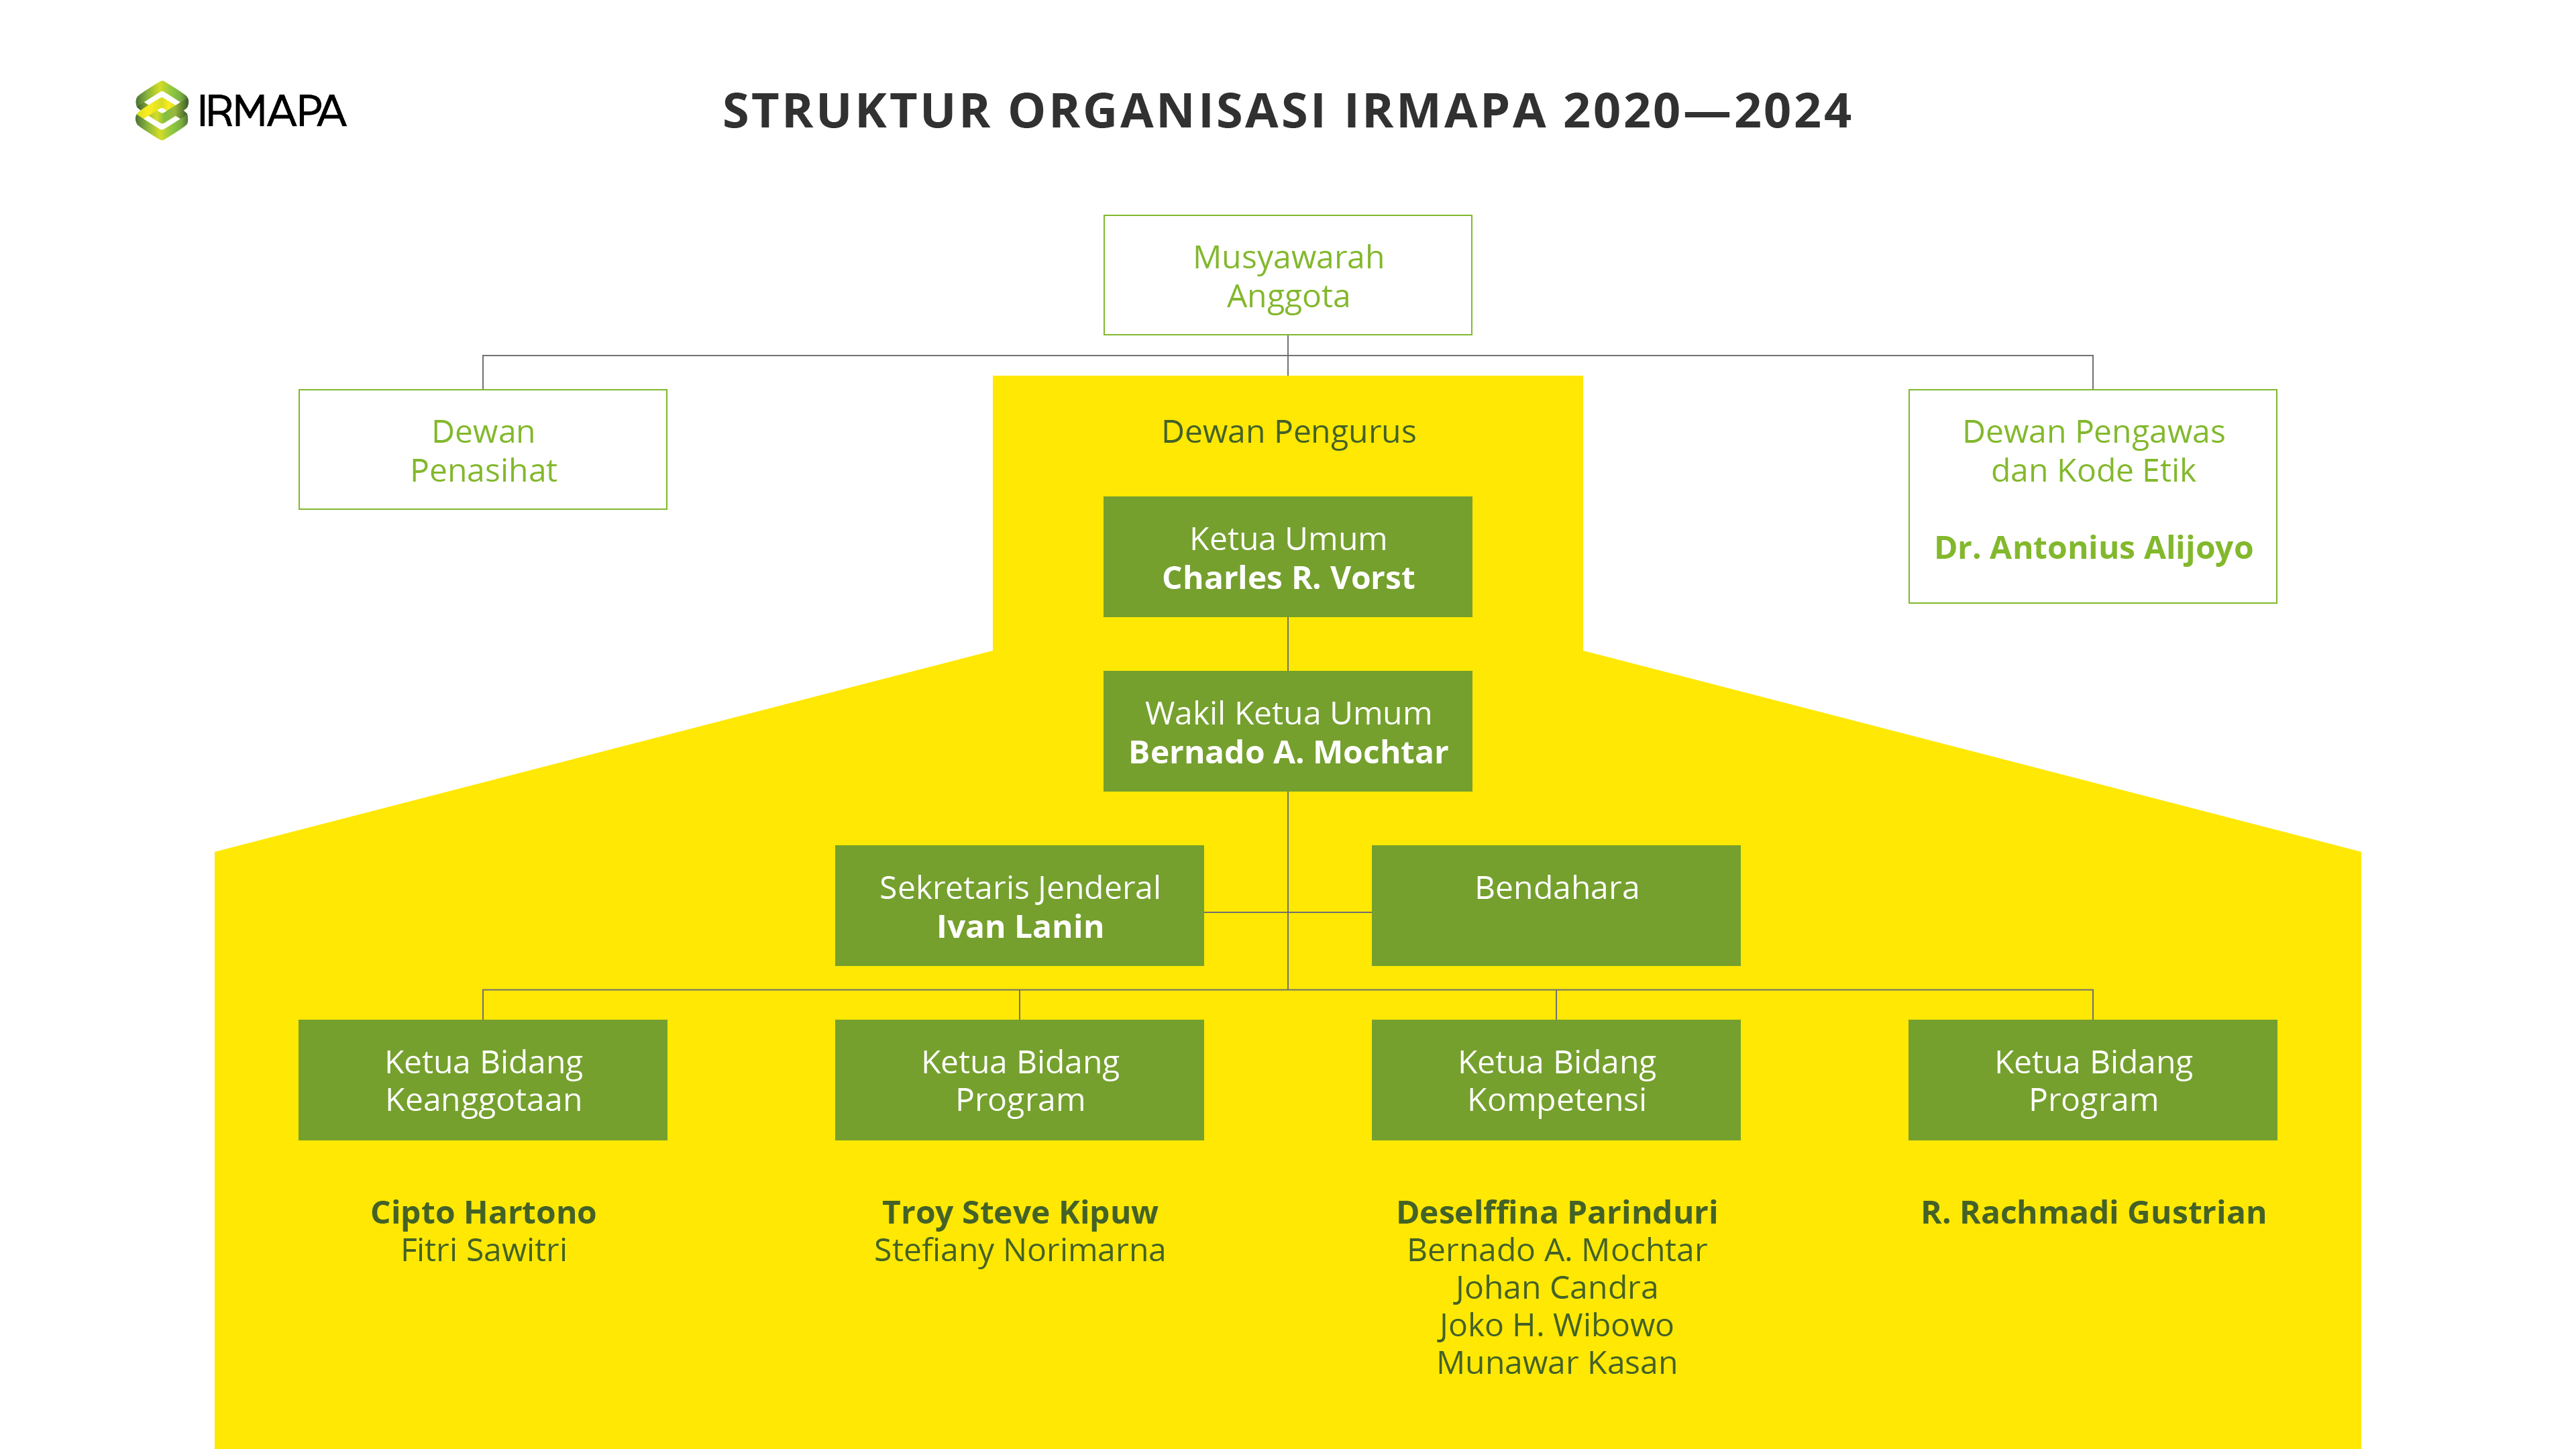 IRMAPA
STRUKTUR ORGANISASI IRMAPA 2020—2024
Musyawarah
Anggota
Dewan
Penasihat
Dewan Pengurus
Dewan Pengawas
dan Kode Etik
Dr. Antonius Alijoyo
Ketua Umum
Charles R. Vorst
Wakil Ketua Umum
Bernado A. Mochtar
Sekretaris Jenderal
Ivan Lanin
Bendahara
Ketua Bidang
Keanggotaan
Cipto Hartono
Fitri Sawitri
Ketua Bidang
Program
Troy Steve Kipuw
Stefiany Norimarna
Ketua Bidang
Kompetensi
Deselffina Parinduri
Bernado A. Mochtar
Johan Candra
Joko H. Wibowo
Munawar Kasan
Ketua Bidang
Program
R. Rachmadi Gustrian